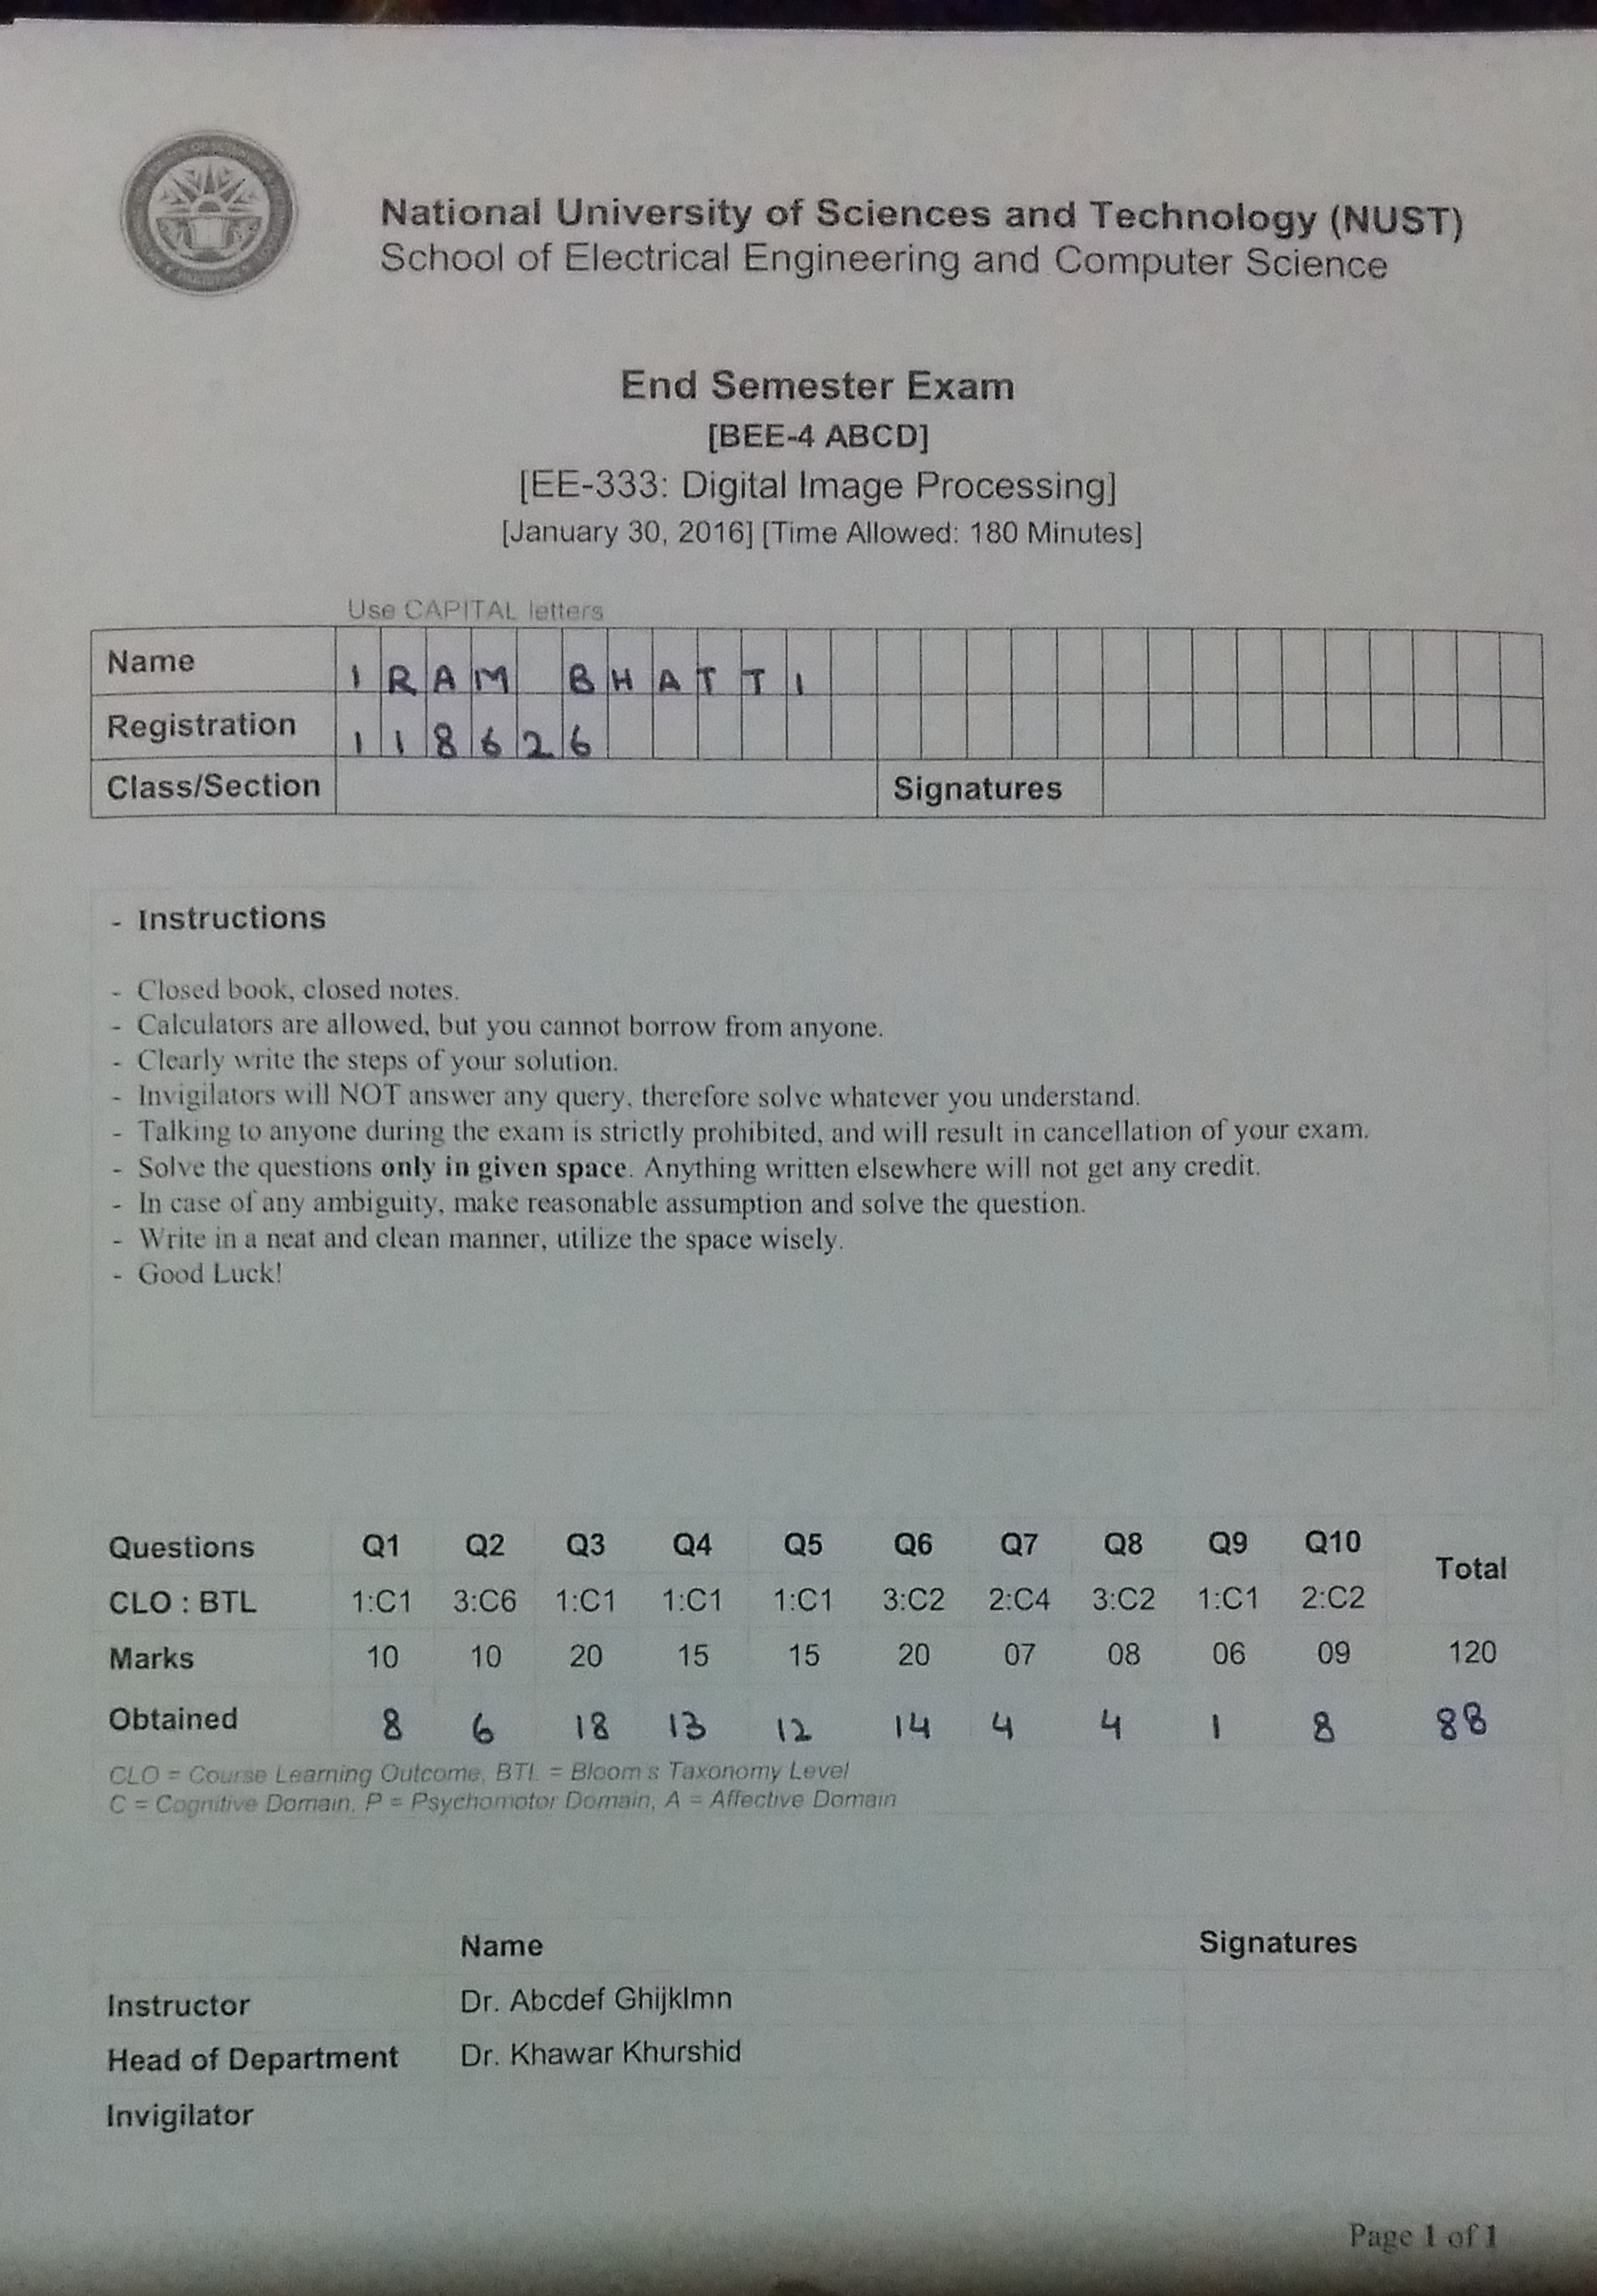 National University of Sciences and Technology (NUST)
School of Electrical Engineering and Computer Science
End Semester Exam
[BEE-4 ABCD]
[EE-333: Digital Image Processing]
[January 30, 2016] [Time Allowed: 180 Minutes]
Use CAPITAL letters
Name IRAM BHATTI
Registration 118626
Class/Section Signatures
- Instructions
- Closed book, closed notes.
- Calculators are allowed, but you cannot borrow from anyone.
- Clearly write the steps of your solution.
- Invigilators will NOT answer any query, therefore solve whatever you understand.
- Talking to anyone during the exam is strictly prohibited, and will result in cancellation of your exam.
- Solve the questions only in given space. Anything written elsewhere will not get any credit.
- In case of any ambiguity, make reasonable assumption and solve the question.
- Write in a neat and clean manner, utilize the space wisely.
- Good Luck!
Questions Q1 Q2 Q3 Q4 Q5 Q6 Q7 Q8 Q9 Q10 Total
CLO : BTL 1:C1 3:C6 1:C1 1:C1 1:C1 3:C2 2:C4 3:C2 1:C1 2:C2
Marks 10 10 20 15 15 20 07 08 06 09 120
Obtained 8 6 18 13 12 14 4 4 1 8 88
CLO = Course Learning Outcome, BTL = Bloom's Taxonomy Level
C = Cognitive Domain, P = Psychomotor Domain, A = Affective Domain
Name Signatures
Instructor Dr. Abcdef Ghijklmn
Head of Department Dr. Khawar Khurshid
Invigilator
Page 1 of 1